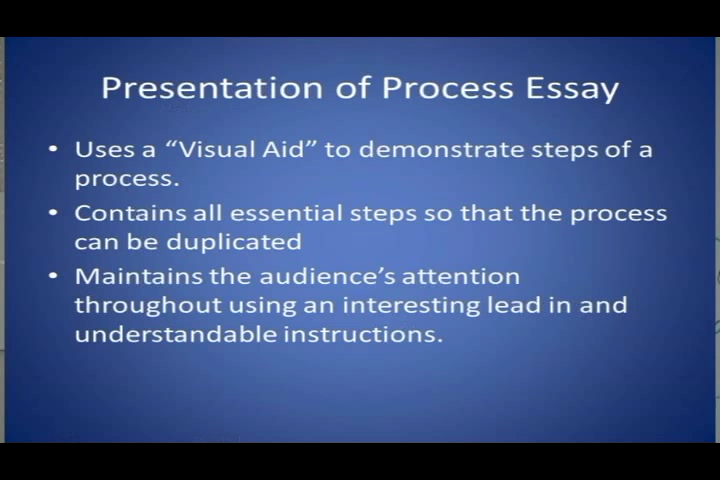 Presentation of Process Essay
• Uses a “Visual Aid” to demonstrate steps of a
process.
• Contains all essential steps so that the process
can be duplicated
• Maintains the audience’s attention
throughout using an interesting lead in and
understandable instructions.